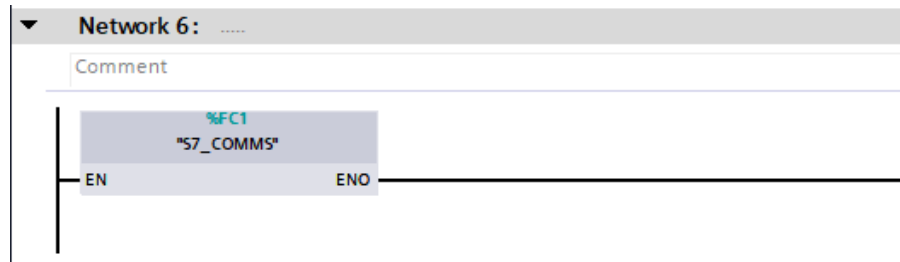 Network 6: .....
Comment
%FC1
"S7_COMMS"
EN ENO